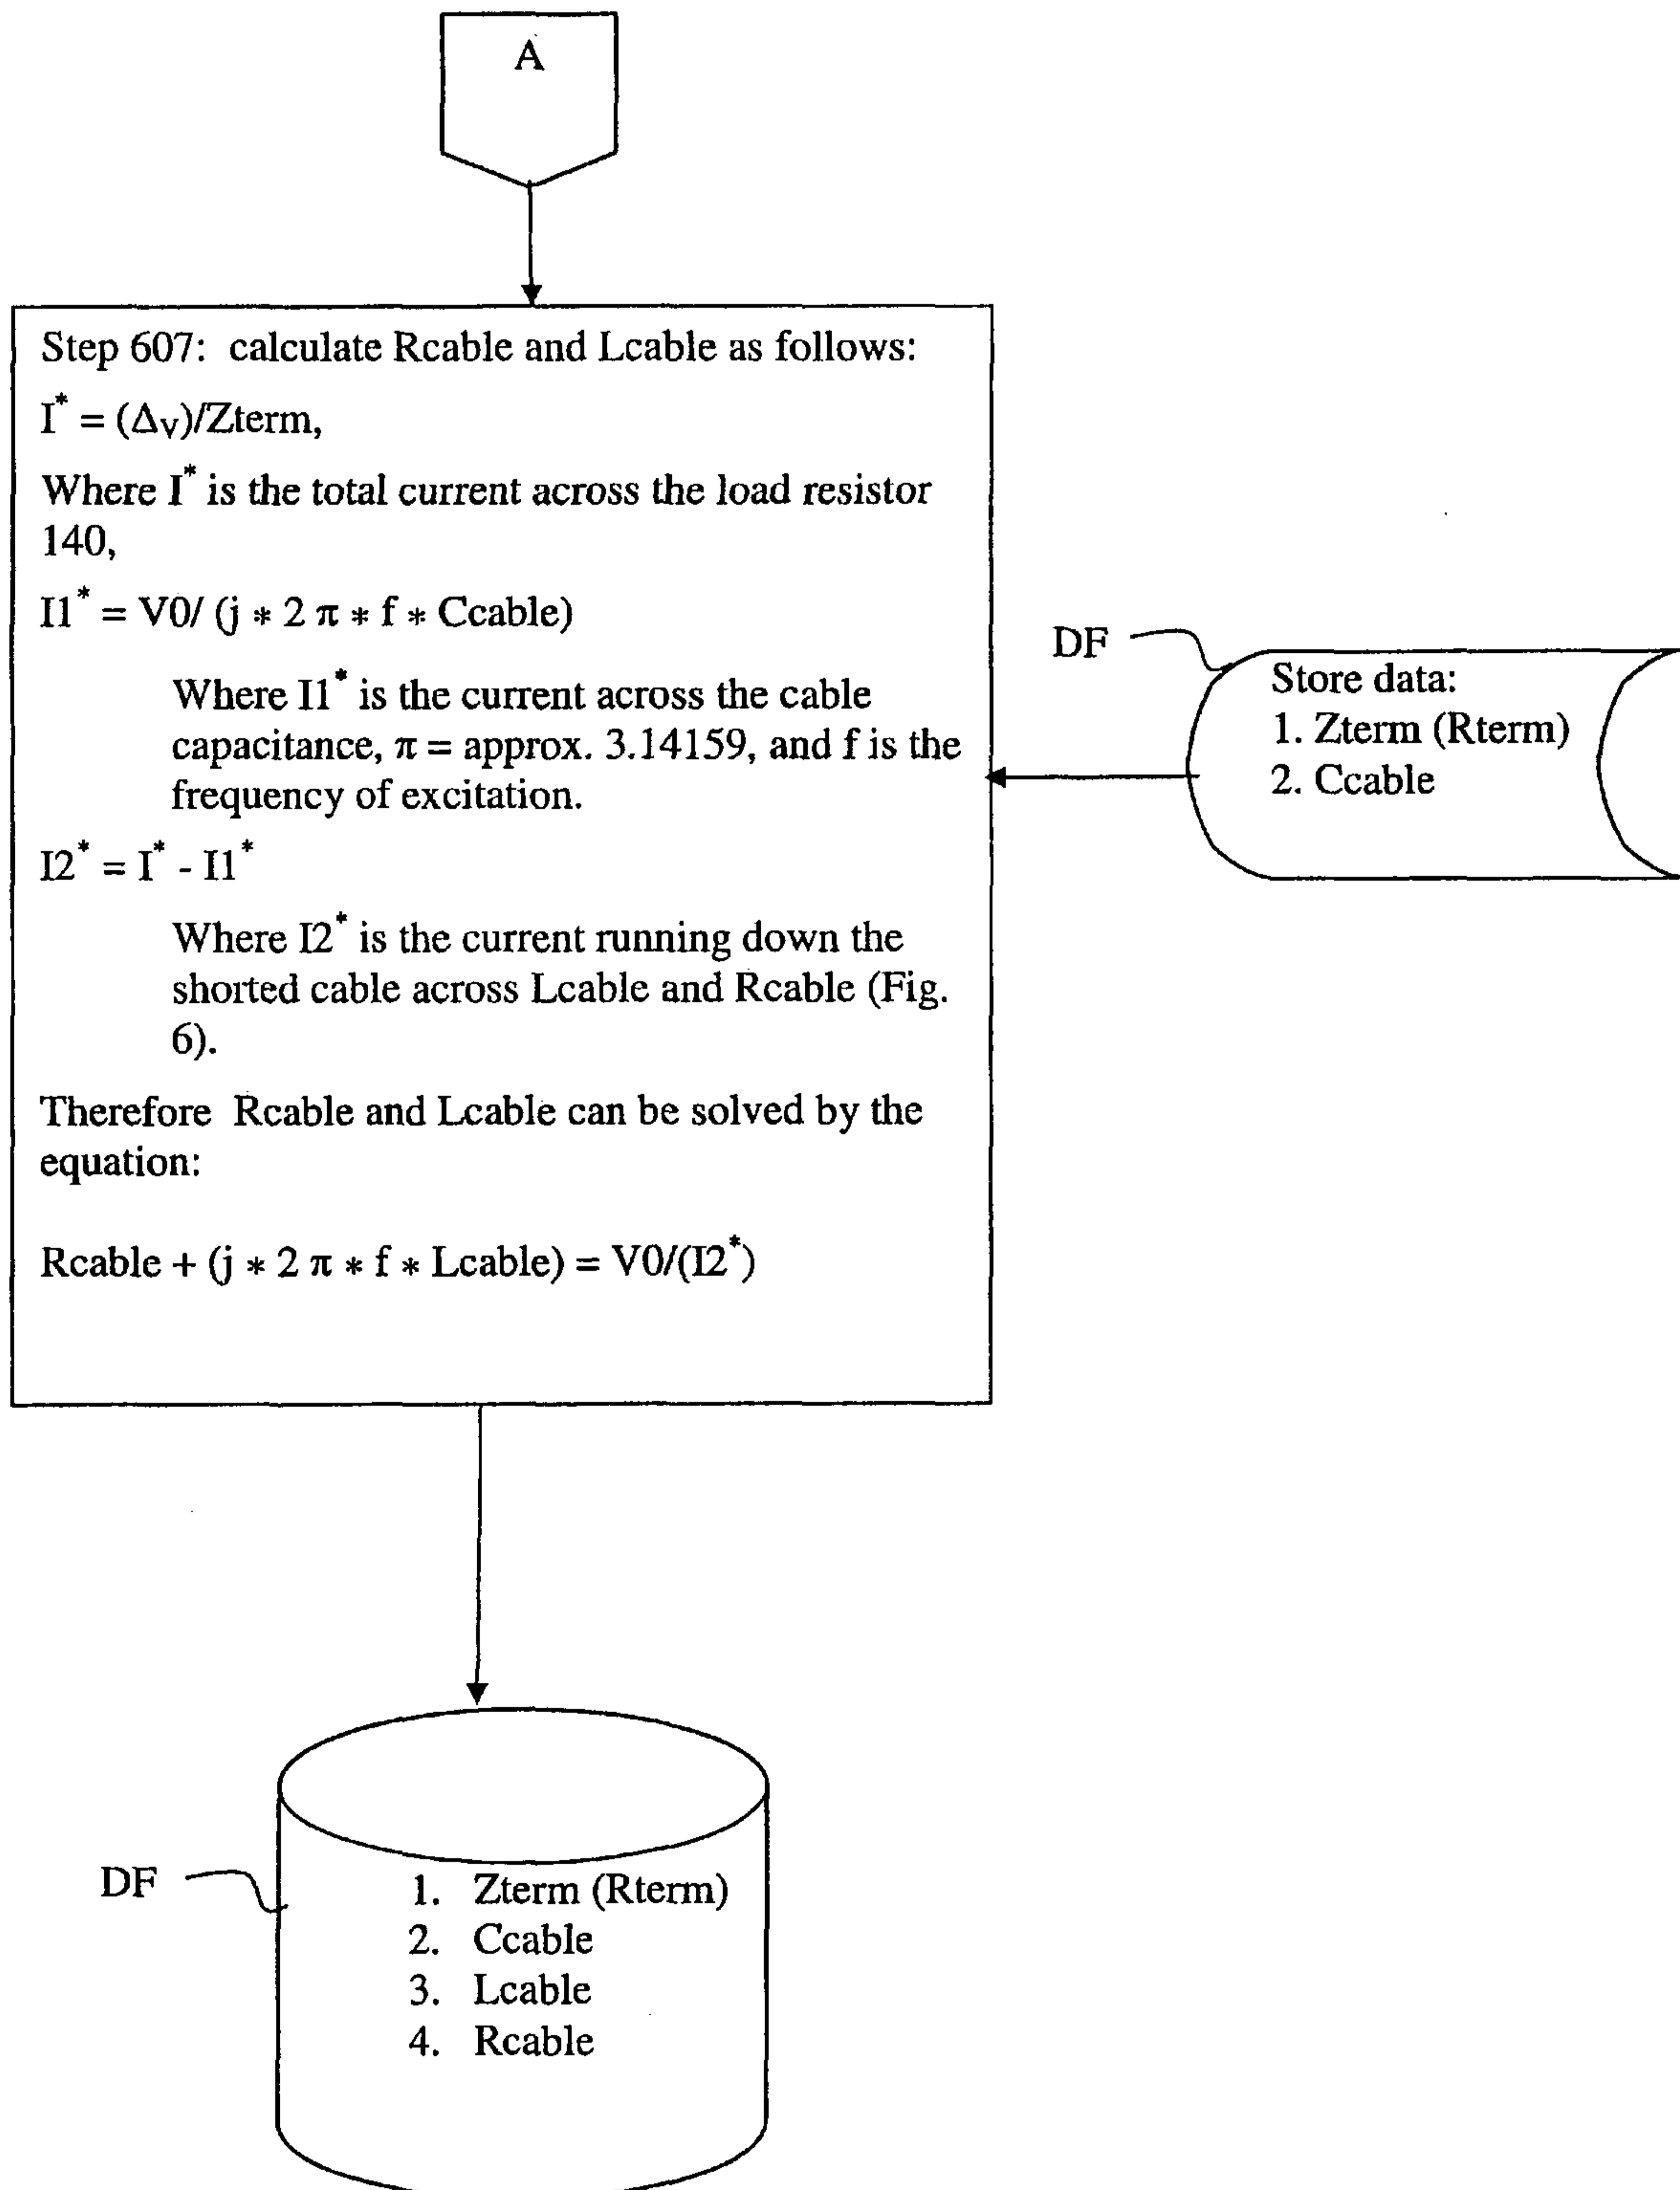 A
Step 607: calculate Rcable and Lcable as follows:
I* = (Δv)/Zterm,
Where I* is the total current across the load resistor
140,
I1* = V0/ (j * 2 π * f * Ccable)
Where I1* is the current across the cable
capacitance, π = approx. 3.14159, and f is the
frequency of excitation.
I2* = I* - I1*
Where I2* is the current running down the
shorted cable across Lcable and Rcable (Fig.
6).
Therefore Rcable and Lcable can be solved by the
equation:
Rcable + (j * 2 π * f * Lcable) = V0/(I2*)
DF
Store data:
1. Zterm (Rterm)
2. Ccable
DF
1. Zterm (Rterm)
2. Ccable
3. Lcable
4. Rcable